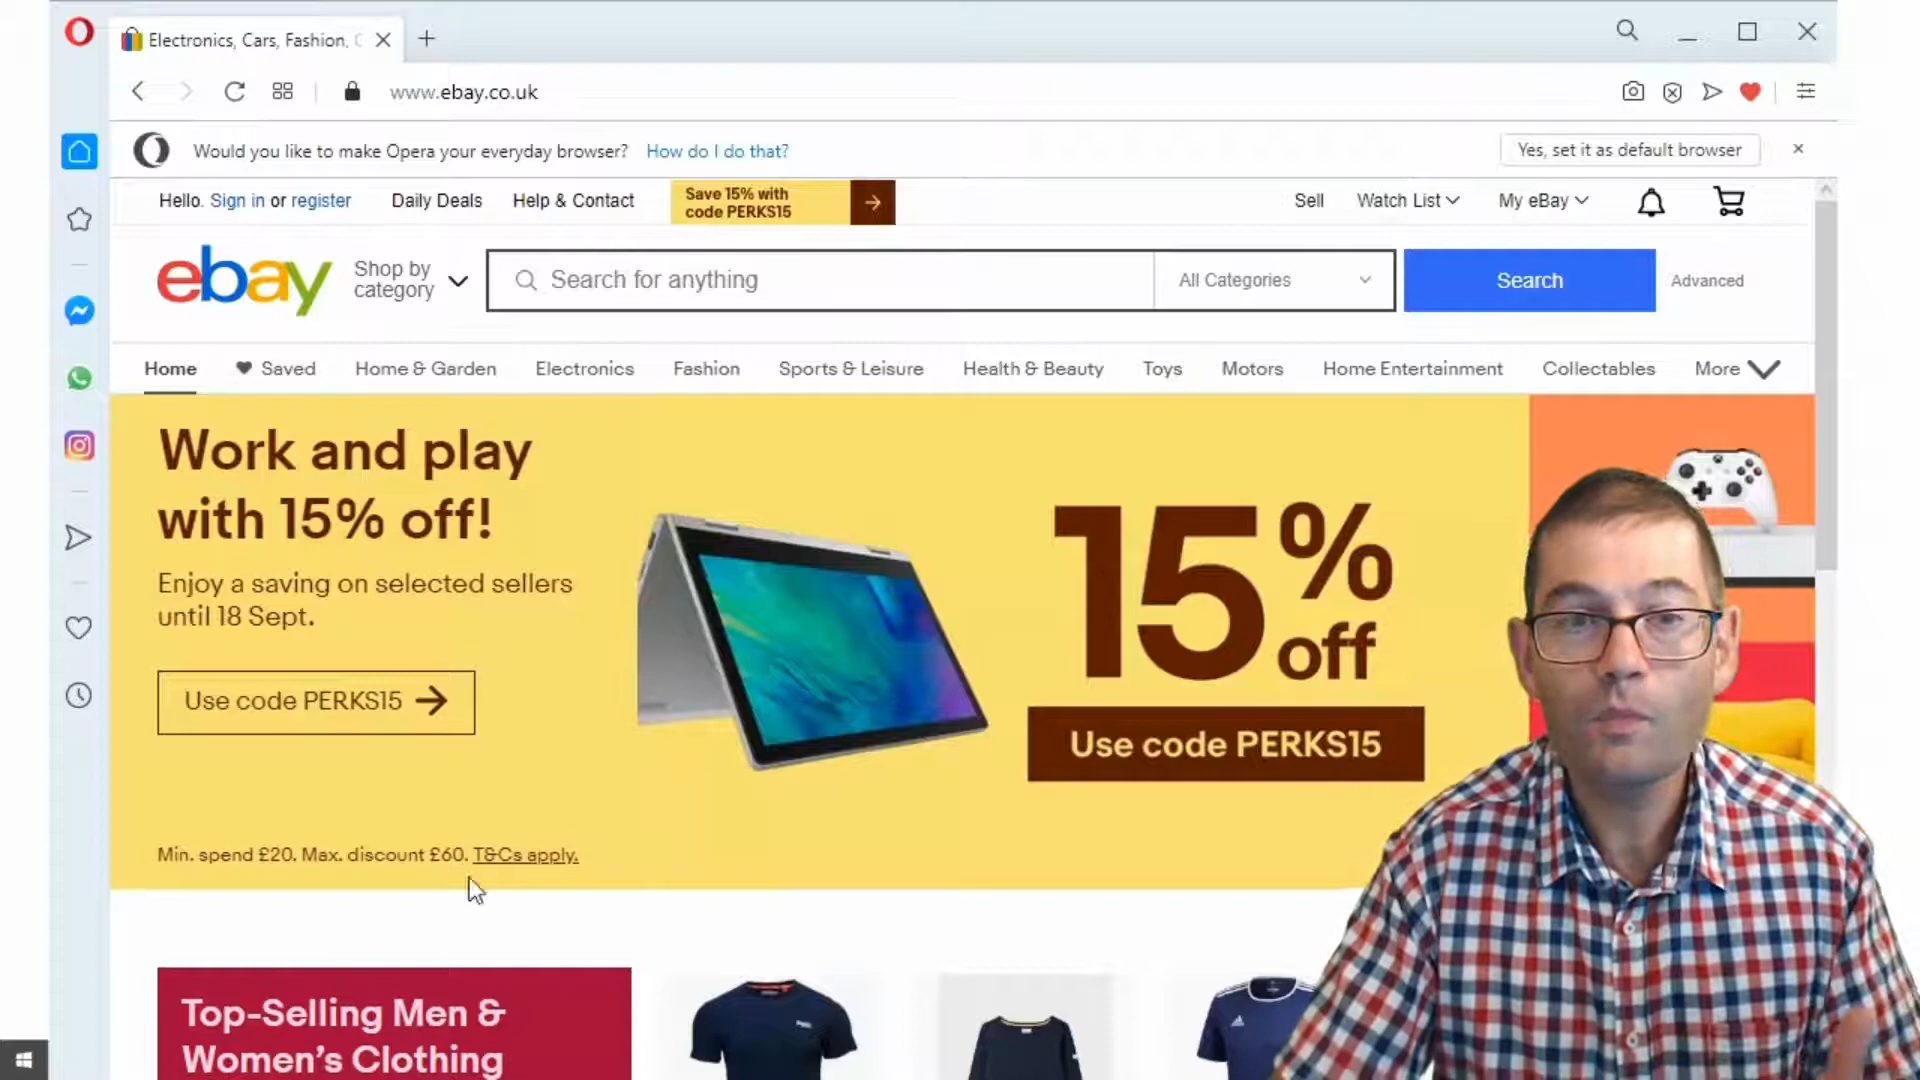 Electronics, Cars, Fashion, C
www.ebay.co.uk
Would you like to make Opera your everyday browser? How do I do that? Yes, set it as default browser
Hello. Sign in or register Daily Deals Help & Contact Save 15% with
code PERKS15
Sell Watch List My eBay
ebay Shop by
category
Search for anything All Categories Search Advanced
Home Saved Home & Garden Electronics Fashion Sports & Leisure Health & Beauty Toys Motors Home Entertainment Collectables More
Work and play
with 15% off!
Enjoy a saving on selected sellers
until 18 Sept.
Use code PERKS15
15%
off
Use code PERKS15
Min. spend £20. Max. discount £60. T&Cs apply.
Top-Selling Men &
Women's Clothing